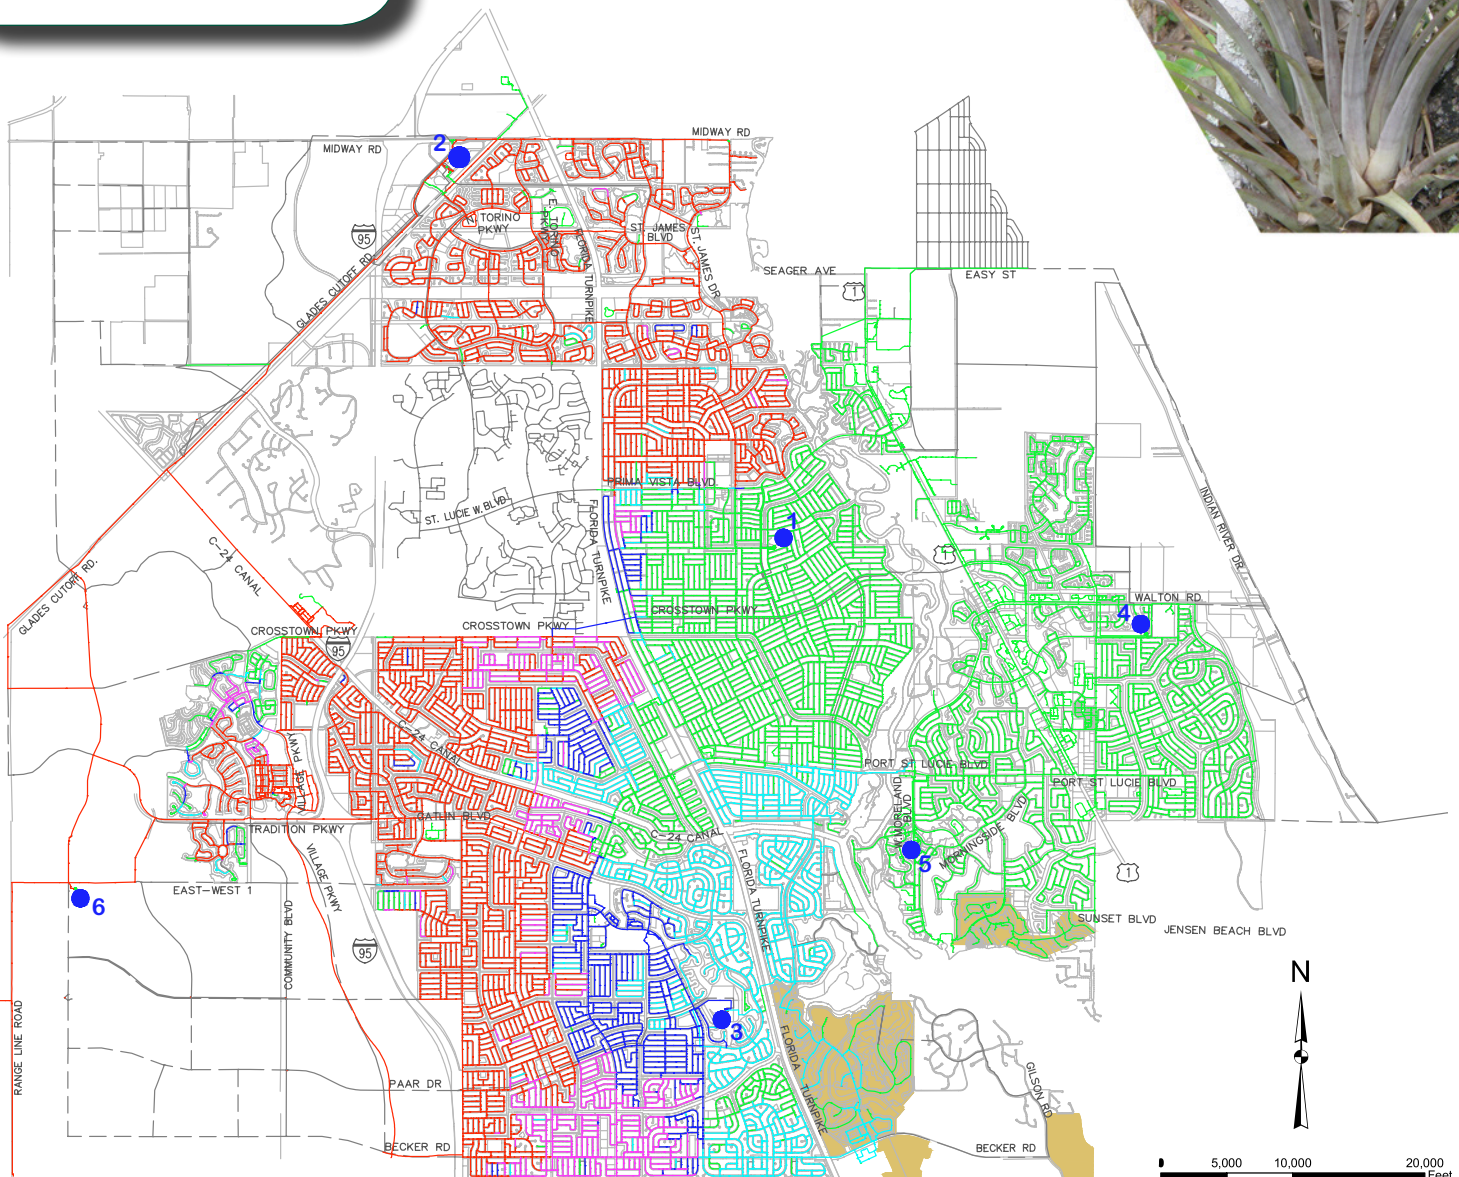 MIDWAY RD
2
MIDWAY RD
N. TORINO
PKWY
E. TORINO
PKWY
FLORIDA TURNPIKE
ST. JAMES
BLVD
ST. JAMES DR
95
GLADES CUTOFF RD.
SEAGER AVE
1
EASY ST
PRIMA VISTA BLVD.
ST. LUCIE W.BLVD
FLORIDA TURNPIKE
1
1
INDIAN RIVER DR
C-24 CANAL
GLADES CUTOFF RD.
WALTON RD
4
CROSSTOWN PKWY
CROSSTOWN PKWY
CROSSTOWN PKWY
95
C-24 CANAL
VILLAGE PKWY
PORT ST LUCIE BLVD
PORT ST LUCIE BLVD
W.MORELAND
BLVD
MORNINGSIDE BLVD
CATLIN BLVD
TRADITION PKWY
C-24 CANAL
VILLAGE PKWY
FLORIDA TURNPIKE
5
1
EAST-WEST 1
6
COMMUNITY BLVD
95
SUNSET BLVD
JENSEN BEACH BLVD
N
3
RANGE LINE ROAD
FLORIDA TURNPIKE
GILSON RD
PAAR DR
BECKER RD
BECKER RD
5,000 10,000 20,000
Feet